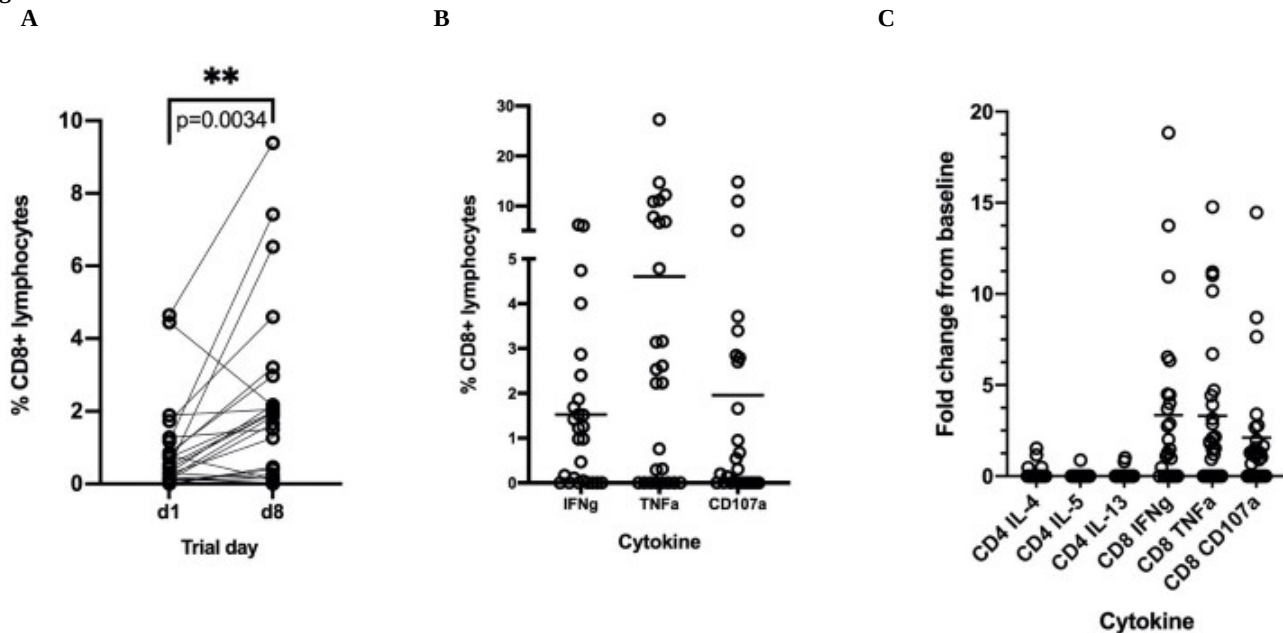 A
B
C
**
p=0.0034
10
8
6
4
2
0
% CD8+ lymphocytes
d1
d8
Trial day
30
20
10
5
4
3
2
1
0
% CD8+ lymphocytes
IFNg
TNFa
CD107a
Cytokine
20
15
10
5
0
Fold change from baseline
CD4 IL-4
CD4 IL-5
CD4 IL-13
CD8 IFNg
CD8 TNFa
CD8 CD107a
Cytokine